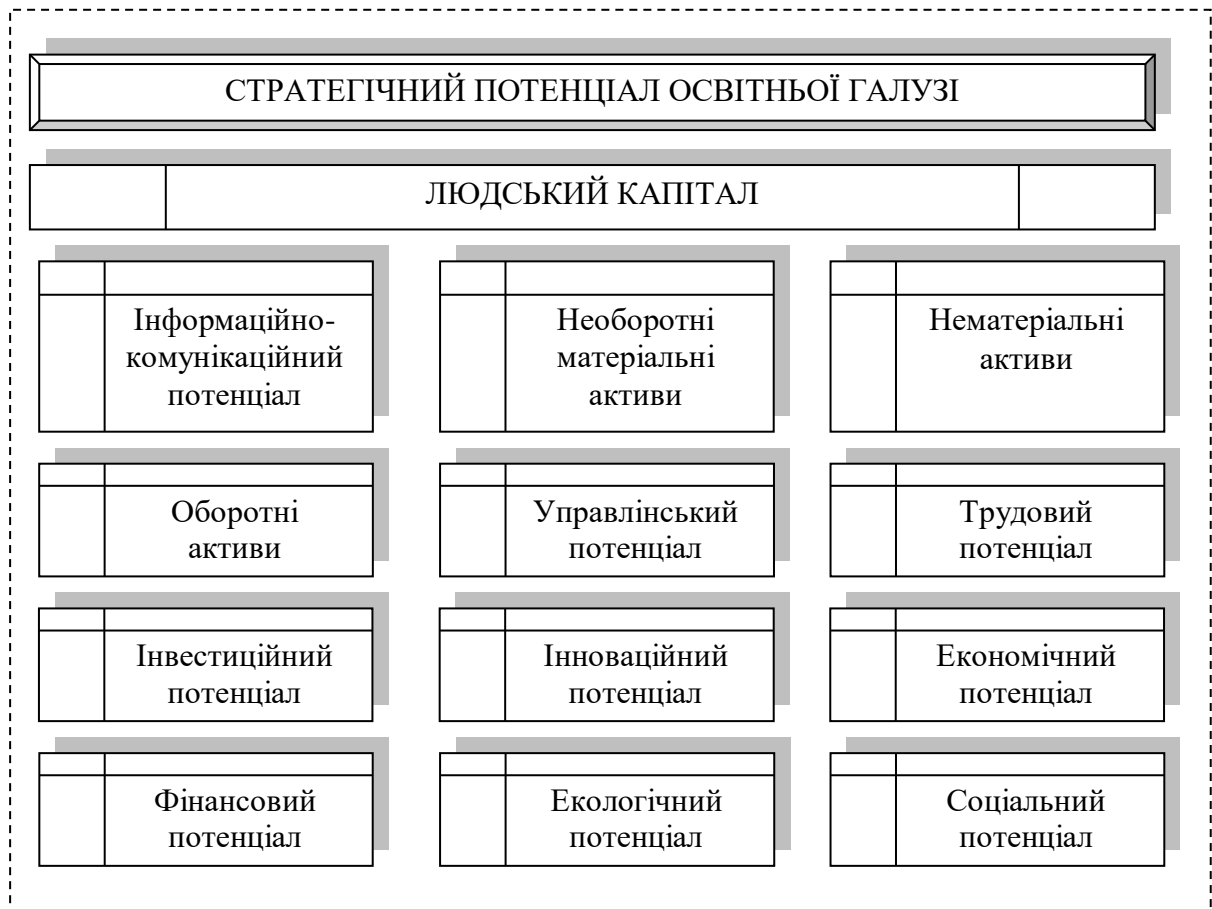 СТРАТЕГІЧНИЙ ПОТЕНЦІАЛ ОСВІТНЬОЇ ГАЛУЗІ
ЛЮДСЬКИЙ КАПІТАЛ
Інформаційно-
комунікаційний
потенціал
Необоротні
матеріальні
активи
Нематеріальні
активи
Оборотні
активи
Управлінський
потенціал
Трудовий
потенціал
Інвестиційний
потенціал
Інноваційний
потенціал
Економічний
потенціал
Фінансовий
потенціал
Екологічний
потенціал
Соціальний
потенціал